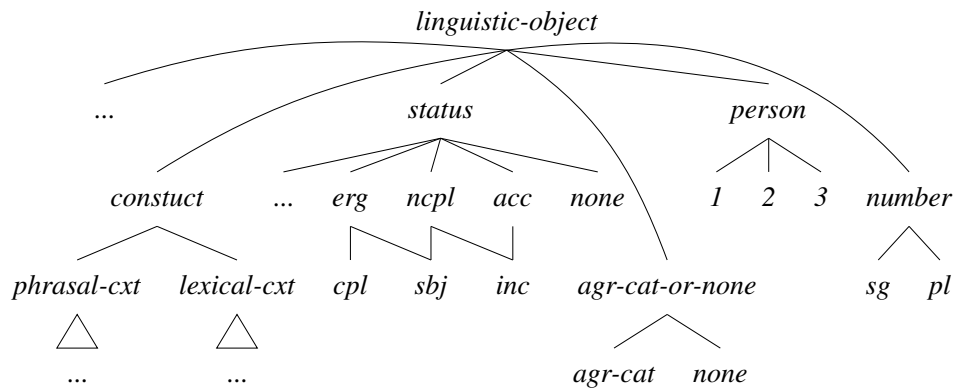 linguistic-object
... status person
constuct ... erg ncpl acc none 1 2 3 number
phrasal-cxt lexical-cxt cpl sbj inc agr-cat-or-none sg pl
... ... agr-cat none